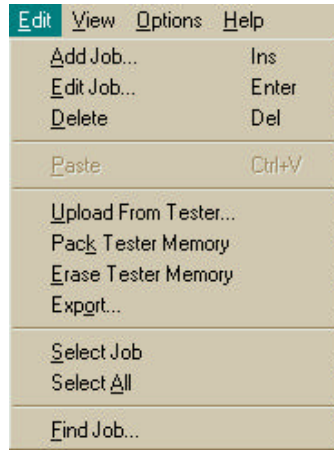 Edit View Options Help
Add Job... Ins
Edit Job... Enter
Delete Del
Paste Ctrl+V
Upload From Tester...
Pack Tester Memory
Erase Tester Memory
Export...
Select Job
Select All
Find Job...